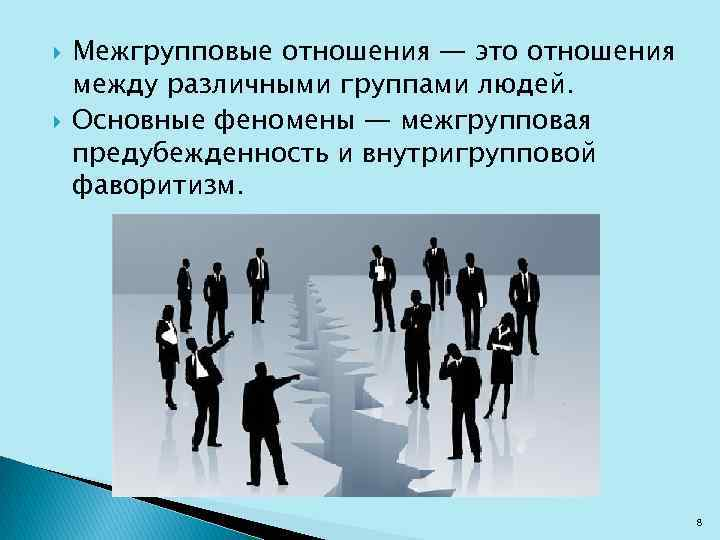 Межгрупповые отношения — это отношения
между различными группами людей.
Основные феномены — межгрупповая
предубежденность и внутригрупповой
фаворитизм.
8